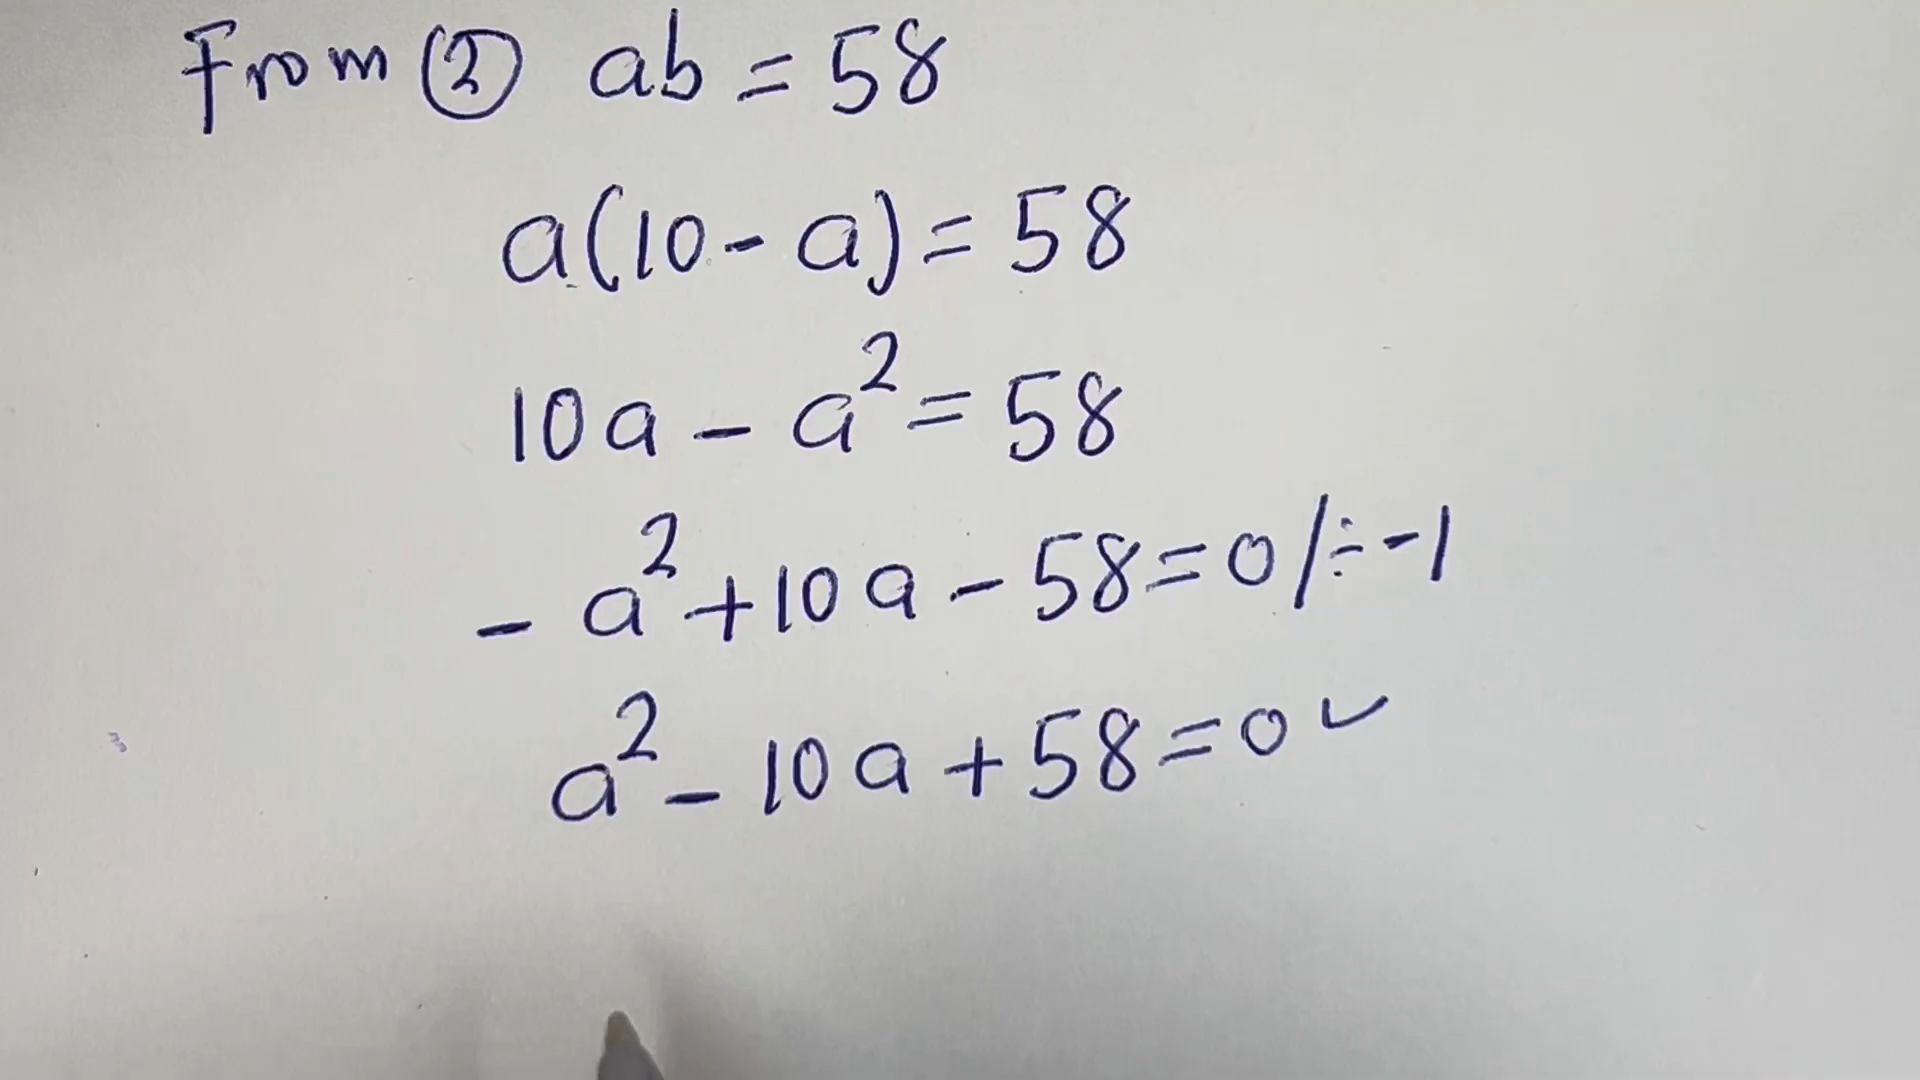 From ② ab = 58
a(10 - a) = 58
10a - a² = 58
- a² + 10a - 58 = 0 / ÷ -1
a² - 10a + 58 = 0 ✓